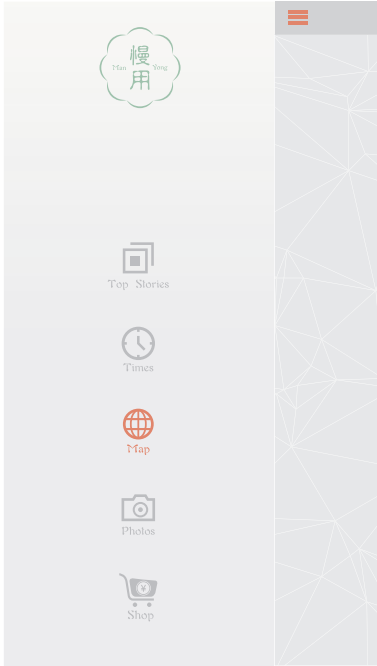 慢
Man Yong
用
Top Stories
Times
Map
Photos
¥
Shop